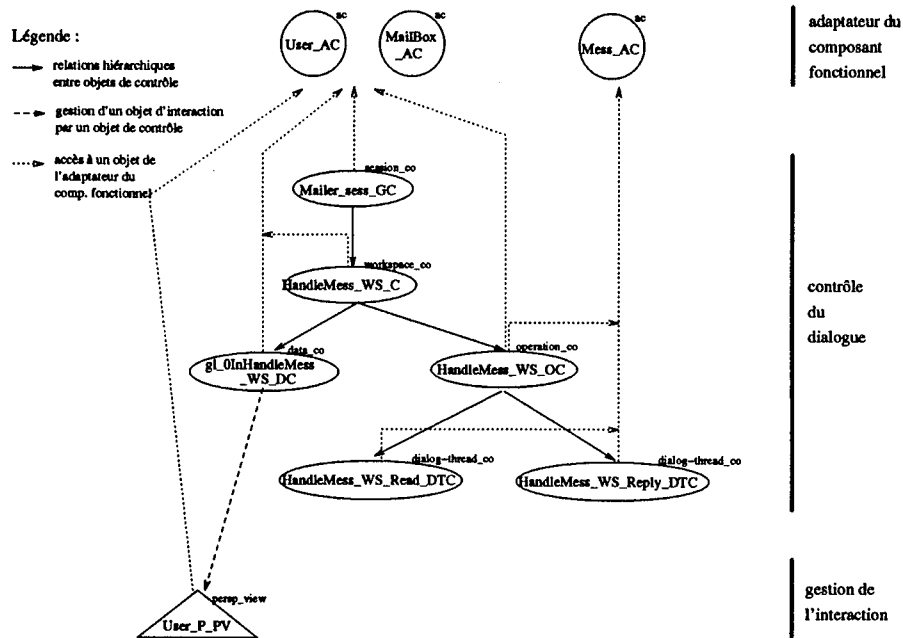 Légende :
relations hiérarchiques
entre objets de contrôle
gestion d'un objet d'interaction
par un objet de contrôle
accès à un objet de
l'adaptateur du
comp. fonctionnel
ac
User_AC
ac
MailBox
_AC
ac
Mess_AC
adaptateur du
composant
fonctionnel
session_co
Mailer_sess_GC
workspace_co
HandleMess_WS_C
data_co
gl_0InHandleMess
_WS_DC
operation_co
HandleMess_WS_OC
dialog-thread_co
HandleMess_WS_Read_DTC
dialog-thread_co
HandleMess_WS_Reply_DTC
contrôle
du
dialogue
persp_view
User_P_PV
gestion de
l'interaction